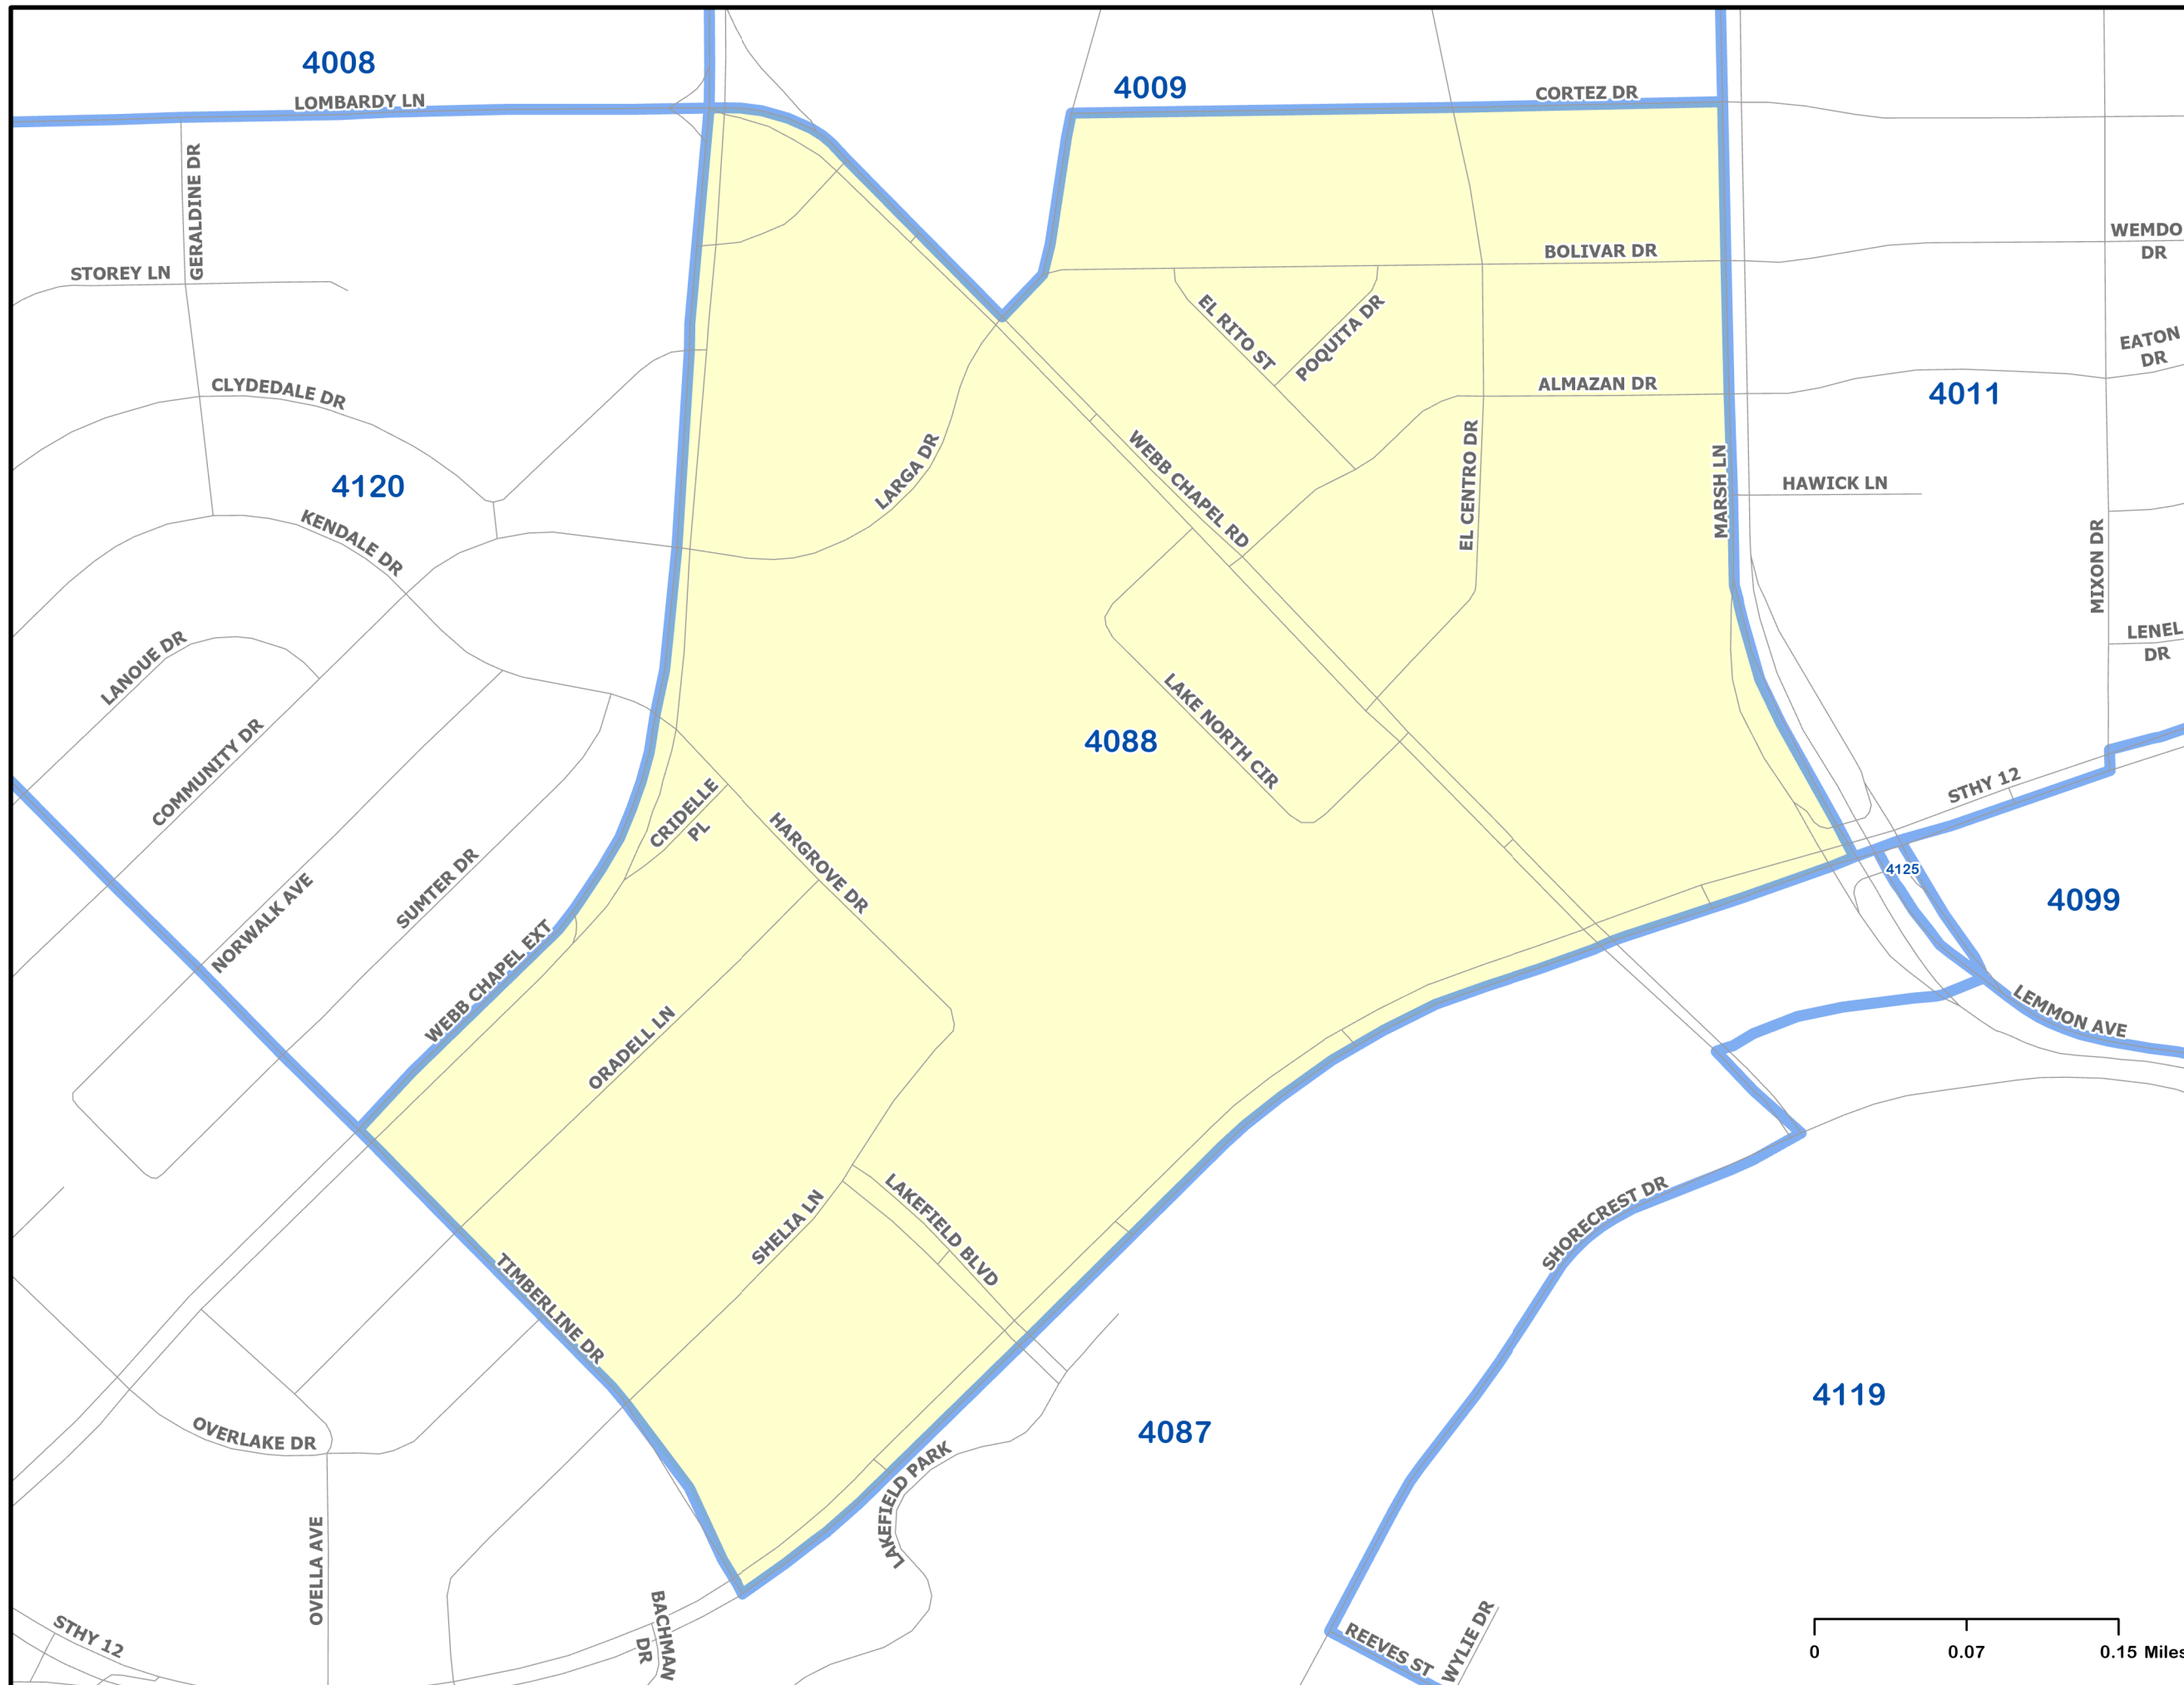 4008
4009
LOMBARDY LN
CORTEZ DR
GERALDINE DR
STOREY LN
BOLIVAR DR
WEMDO
DR
EL RITO ST
POQUITA DR
EATON
DR
CLYDEDALE DR
ALMAZAN DR
4011
4120
LARGA DR
WEBB CHAPEL RD
EL CENTRO DR
MARSH LN
HAWICK LN
KENDALE DR
MIXON DR
LANOUE DR
LENEL
DR
COMMUNITY DR
LAKE NORTH CIR
4088
STHY 12
CRIDELLE
PL
HARGROVE DR
4125
4099
NORWALK AVE
SUMTER DR
WEBB CHAPEL EXT
ORADELL LN
LEMMON AVE
SHELIA LN
LAKEFIELD BLVD
SHORECREST DR
TIMBERLINE DR
4119
4087
OVERLAKE DR
LAKEFIELD PARK
OVELLA AVE
STHY 12
BACHMAN
DR
REEVES ST
WYLIE DR
0 0.07 0.15 Miles